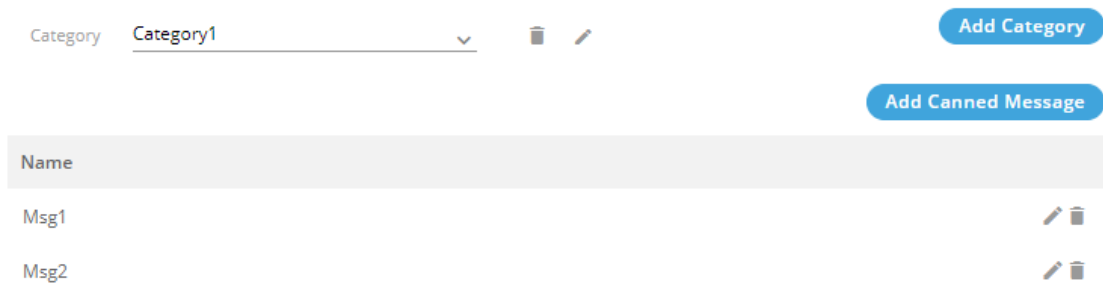 Category Category1 Add Category
Add Canned Message
Name
Msg1
Msg2